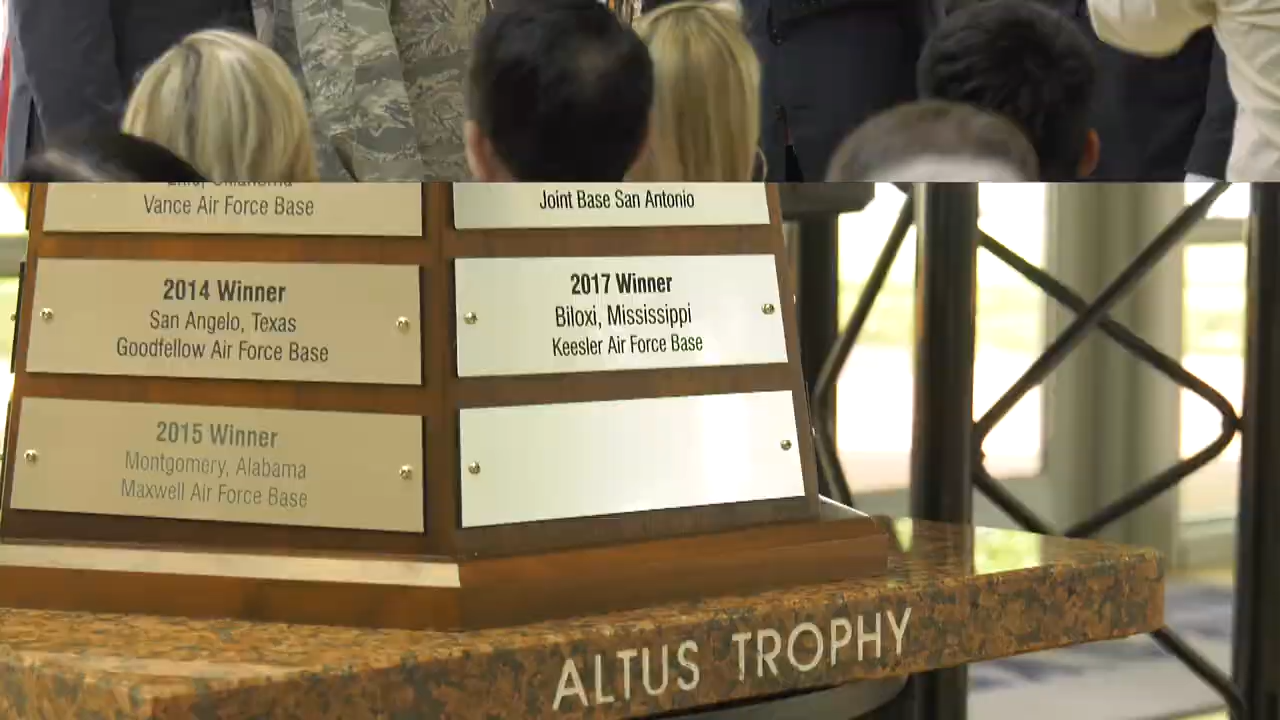 Vance Air Force Base
2014 Winner
San Angelo, Texas
Goodfellow Air Force Base
2015 Winner
Montgomery, Alabama
Maxwell Air Force Base
Joint Base San Antonio
2017 Winner
Biloxi, Mississippi
Keesler Air Force Base
ALTUS TROPHY